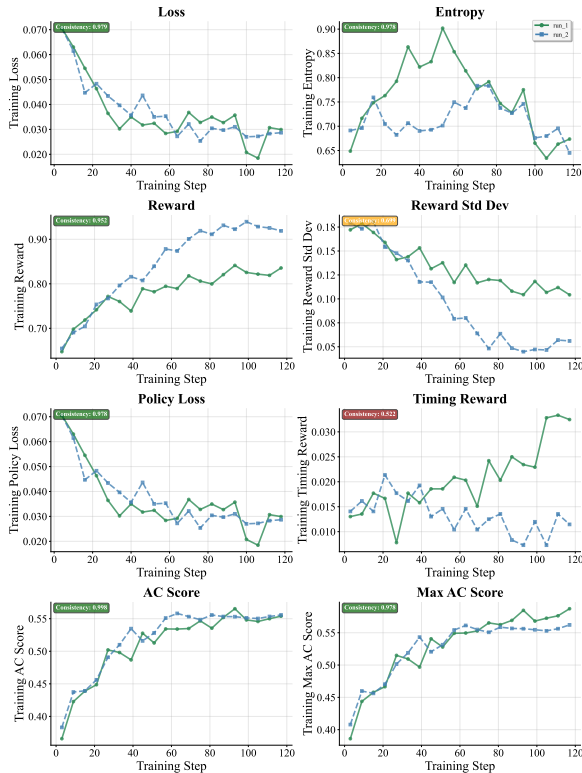 Loss
Consistency: 0.979
Training Loss
0.070
0.060
0.050
0.040
0.030
0.020
0 20 40 60 80 100 120
Training Step
Entropy
Consistency: 0.978
run_1
run_2
Training Entropy
0.90
0.85
0.80
0.75
0.70
0.65
0 20 40 60 80 100 120
Training Step
Reward
Consistency: 0.952
Training Reward
0.90
0.80
0.70
0 20 40 60 80 100 120
Training Step
Reward Std Dev
Consistency: 0.695
Training Reward Std Dev
0.18
0.15
0.12
0.10
0.08
0.05
0 20 40 60 80 100 120
Training Step
Policy Loss
Consistency: 0.978
Training Policy Loss
0.070
0.060
0.050
0.040
0.030
0.020
0 20 40 60 80 100 120
Training Step
Timing Reward
Consistency: 0.522
Training Timing Reward
0.030
0.025
0.020
0.015
0.010
0 20 40 60 80 100 120
Training Step
AC Score
Consistency: 0.998
Training AC Score
0.55
0.50
0.45
0.40
0 20 40 60 80 100 120
Training Step
Max AC Score
Consistency: 0.978
Training Max AC Score
0.55
0.50
0.45
0.40
0 20 40 60 80 100 120
Training Step